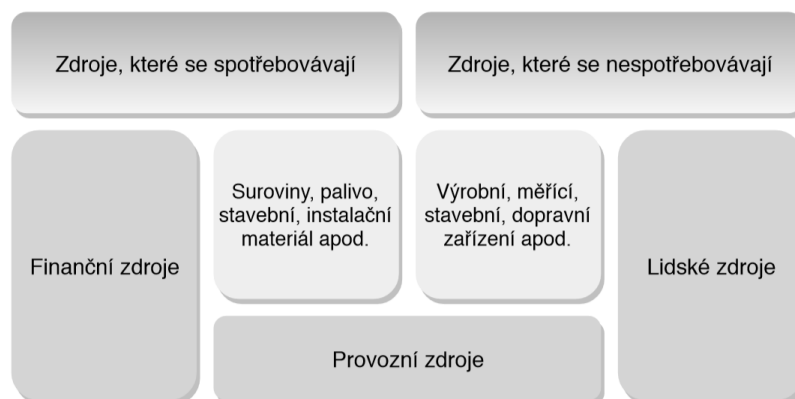 Zdroje, které se spotřebovávají
Zdroje, které se nespotřebovávají
Finanční zdroje
Suroviny, palivo,
stavební, instalační
materiál apod.
Výrobní, měřící,
stavební, dopravní
zařízení apod.
Lidské zdroje
Provozní zdroje